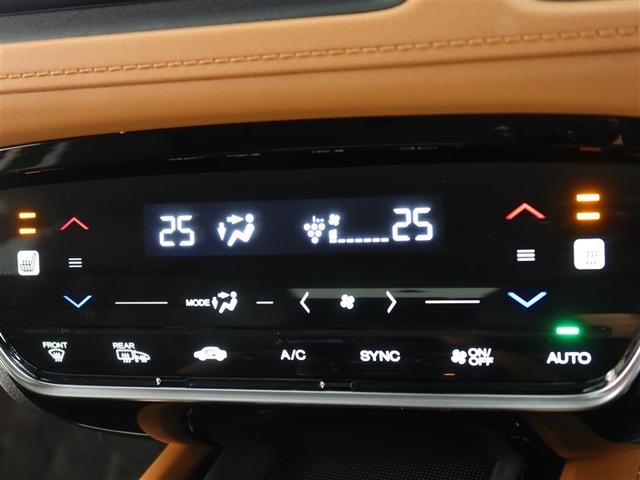 25 25
MODE
FRONT REAR A/C SYNC ON/OFF AUTO